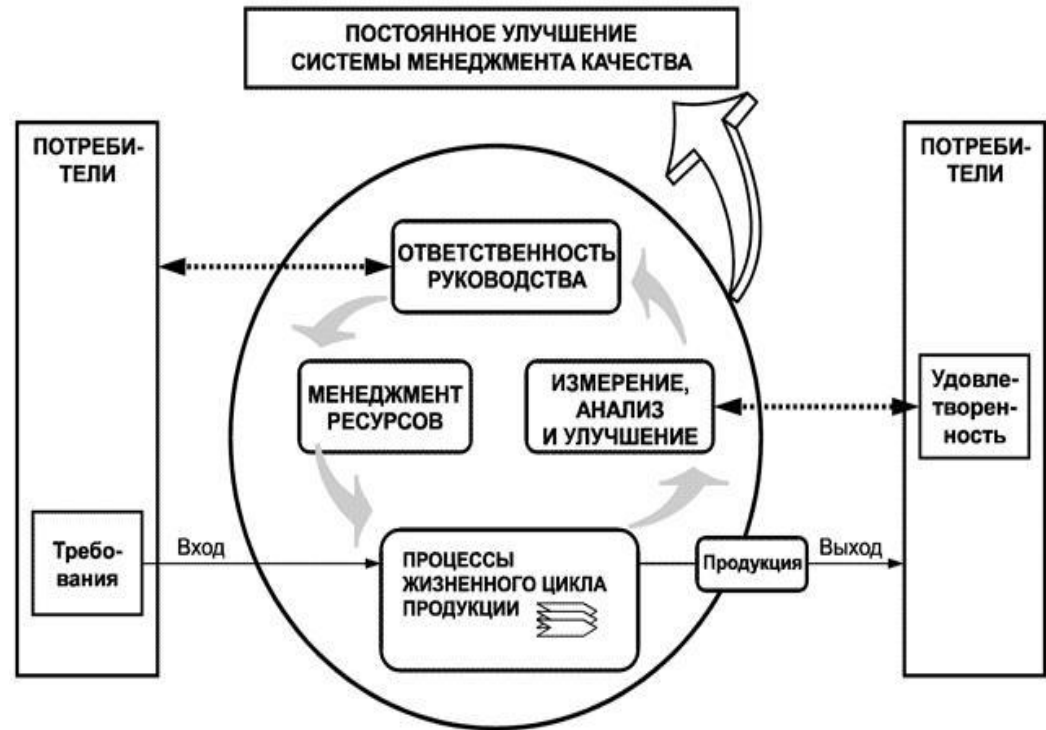 ПОСТОЯННОЕ УЛУЧШЕНИЕ
СИСТЕМЫ МЕНЕДЖМЕНТА КАЧЕСТВА
ПОТРЕБИ-
ТЕЛИ
ПОТРЕБИ-
ТЕЛИ
ОТВЕТСТВЕННОСТЬ
РУКОВОДСТВА
МЕНЕДЖМЕНТ
РЕСУРСОВ
ИЗМЕРЕНИЕ,
АНАЛИЗ
И УЛУЧШЕНИЕ
Удовле-
творен-
ность
Требо-
вания
Вход
ПРОЦЕССЫ
ЖИЗНЕННОГО ЦИКЛА
ПРОДУКЦИИ
Продукция
Выход